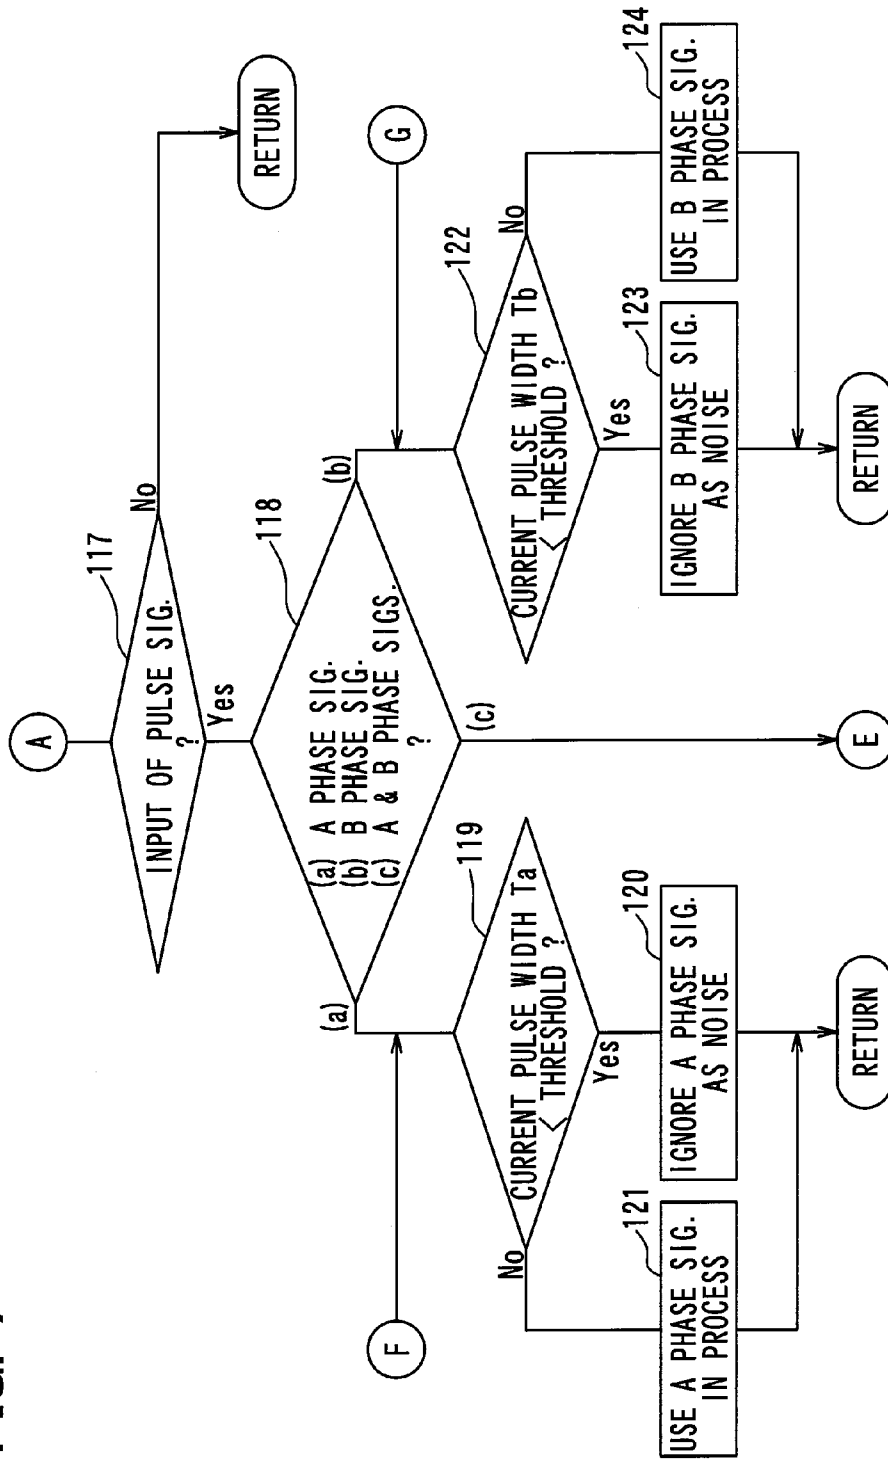 A
117
INPUT OF PULSE SIG.
?
No
Yes
RETURN
118
(a) A PHASE SIG.
(b) B PHASE SIG.
(c) A & B PHASE SIGS.
?
(a)
(b)
(c)
F
G
119
CURRENT PULSE WIDTH Ta
< THRESHOLD ?
No
Yes
121
USE A PHASE SIG.
IN PROCESS
120
IGNORE A PHASE SIG.
AS NOISE
RETURN
E
122
CURRENT PULSE WIDTH Tb
< THRESHOLD ?
No
Yes
123
IGNORE B PHASE SIG.
AS NOISE
124
USE B PHASE SIG.
IN PROCESS
RETURN